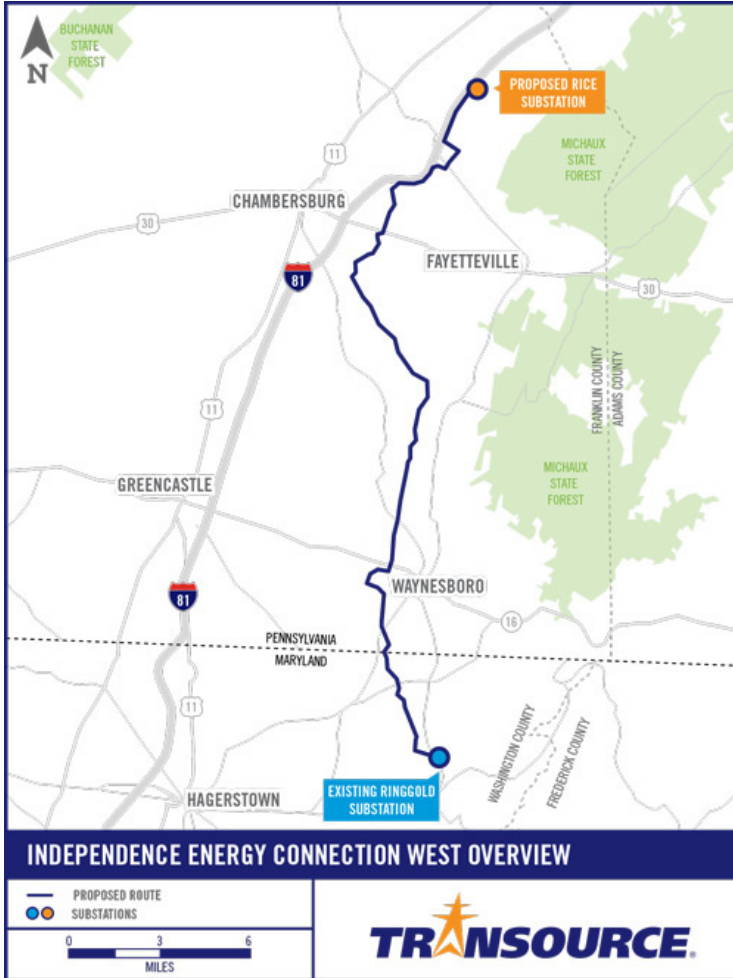 BUCHANAN
STATE
FOREST
N
PROPOSED RICE
SUBSTATION
11
MICHAUX
STATE
FOREST
CHAMBERSBURG
30
FAYETTEVILLE
81
30
11
FRANKLIN COUNTY
ADAMS COUNTY
GREENCASTLE
MICHAUX
STATE
FOREST
81
WAYNESBORO
16
PENNSYLVANIA
MARYLAND
11
WASHINGTON COUNTY
FREDERICK COUNTY
EXISTING RINGGOLD
SUBSTATION
HAGERSTOWN
INDEPENDENCE ENERGY CONNECTION WEST OVERVIEW
PROPOSED ROUTE
SUBSTATIONS
0 3 6
MILES
TRANSOURCE®